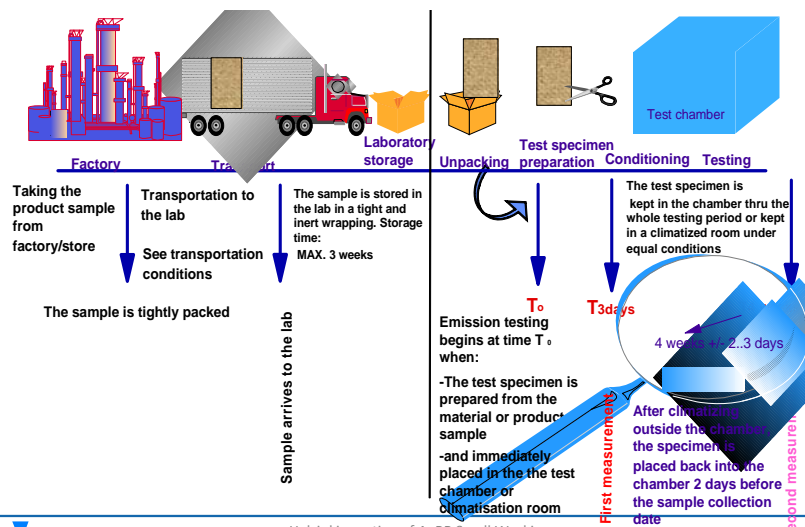 Test chamber
Factory
Transport
Laboratory
storage
Unpacking
Test specimen
preparation
Conditioning
Testing
Taking the
product sample
from
factory/store
Transportation to
the lab
See transportation
conditions
The sample is stored in
the lab in a tight and
inert wrapping. Storage
time:
MAX. 3 weeks
The test specimen is
kept in the chamber thru the
whole testing period or kept
in a climatized room under
equal conditions
The sample is tightly packed
Sample arrives to the lab
To
T3days
4 weeks +/- 2..3 days
Emission testing
begins at time T 0
when:
-The test specimen is
prepared from the
material or product
sample
-and immediately
placed in the the test
chamber or
climatisation room
First measurement
After climatizing
outside the chamber,
the specimen is
placed back into the
chamber 2 days before
the sample collection
date